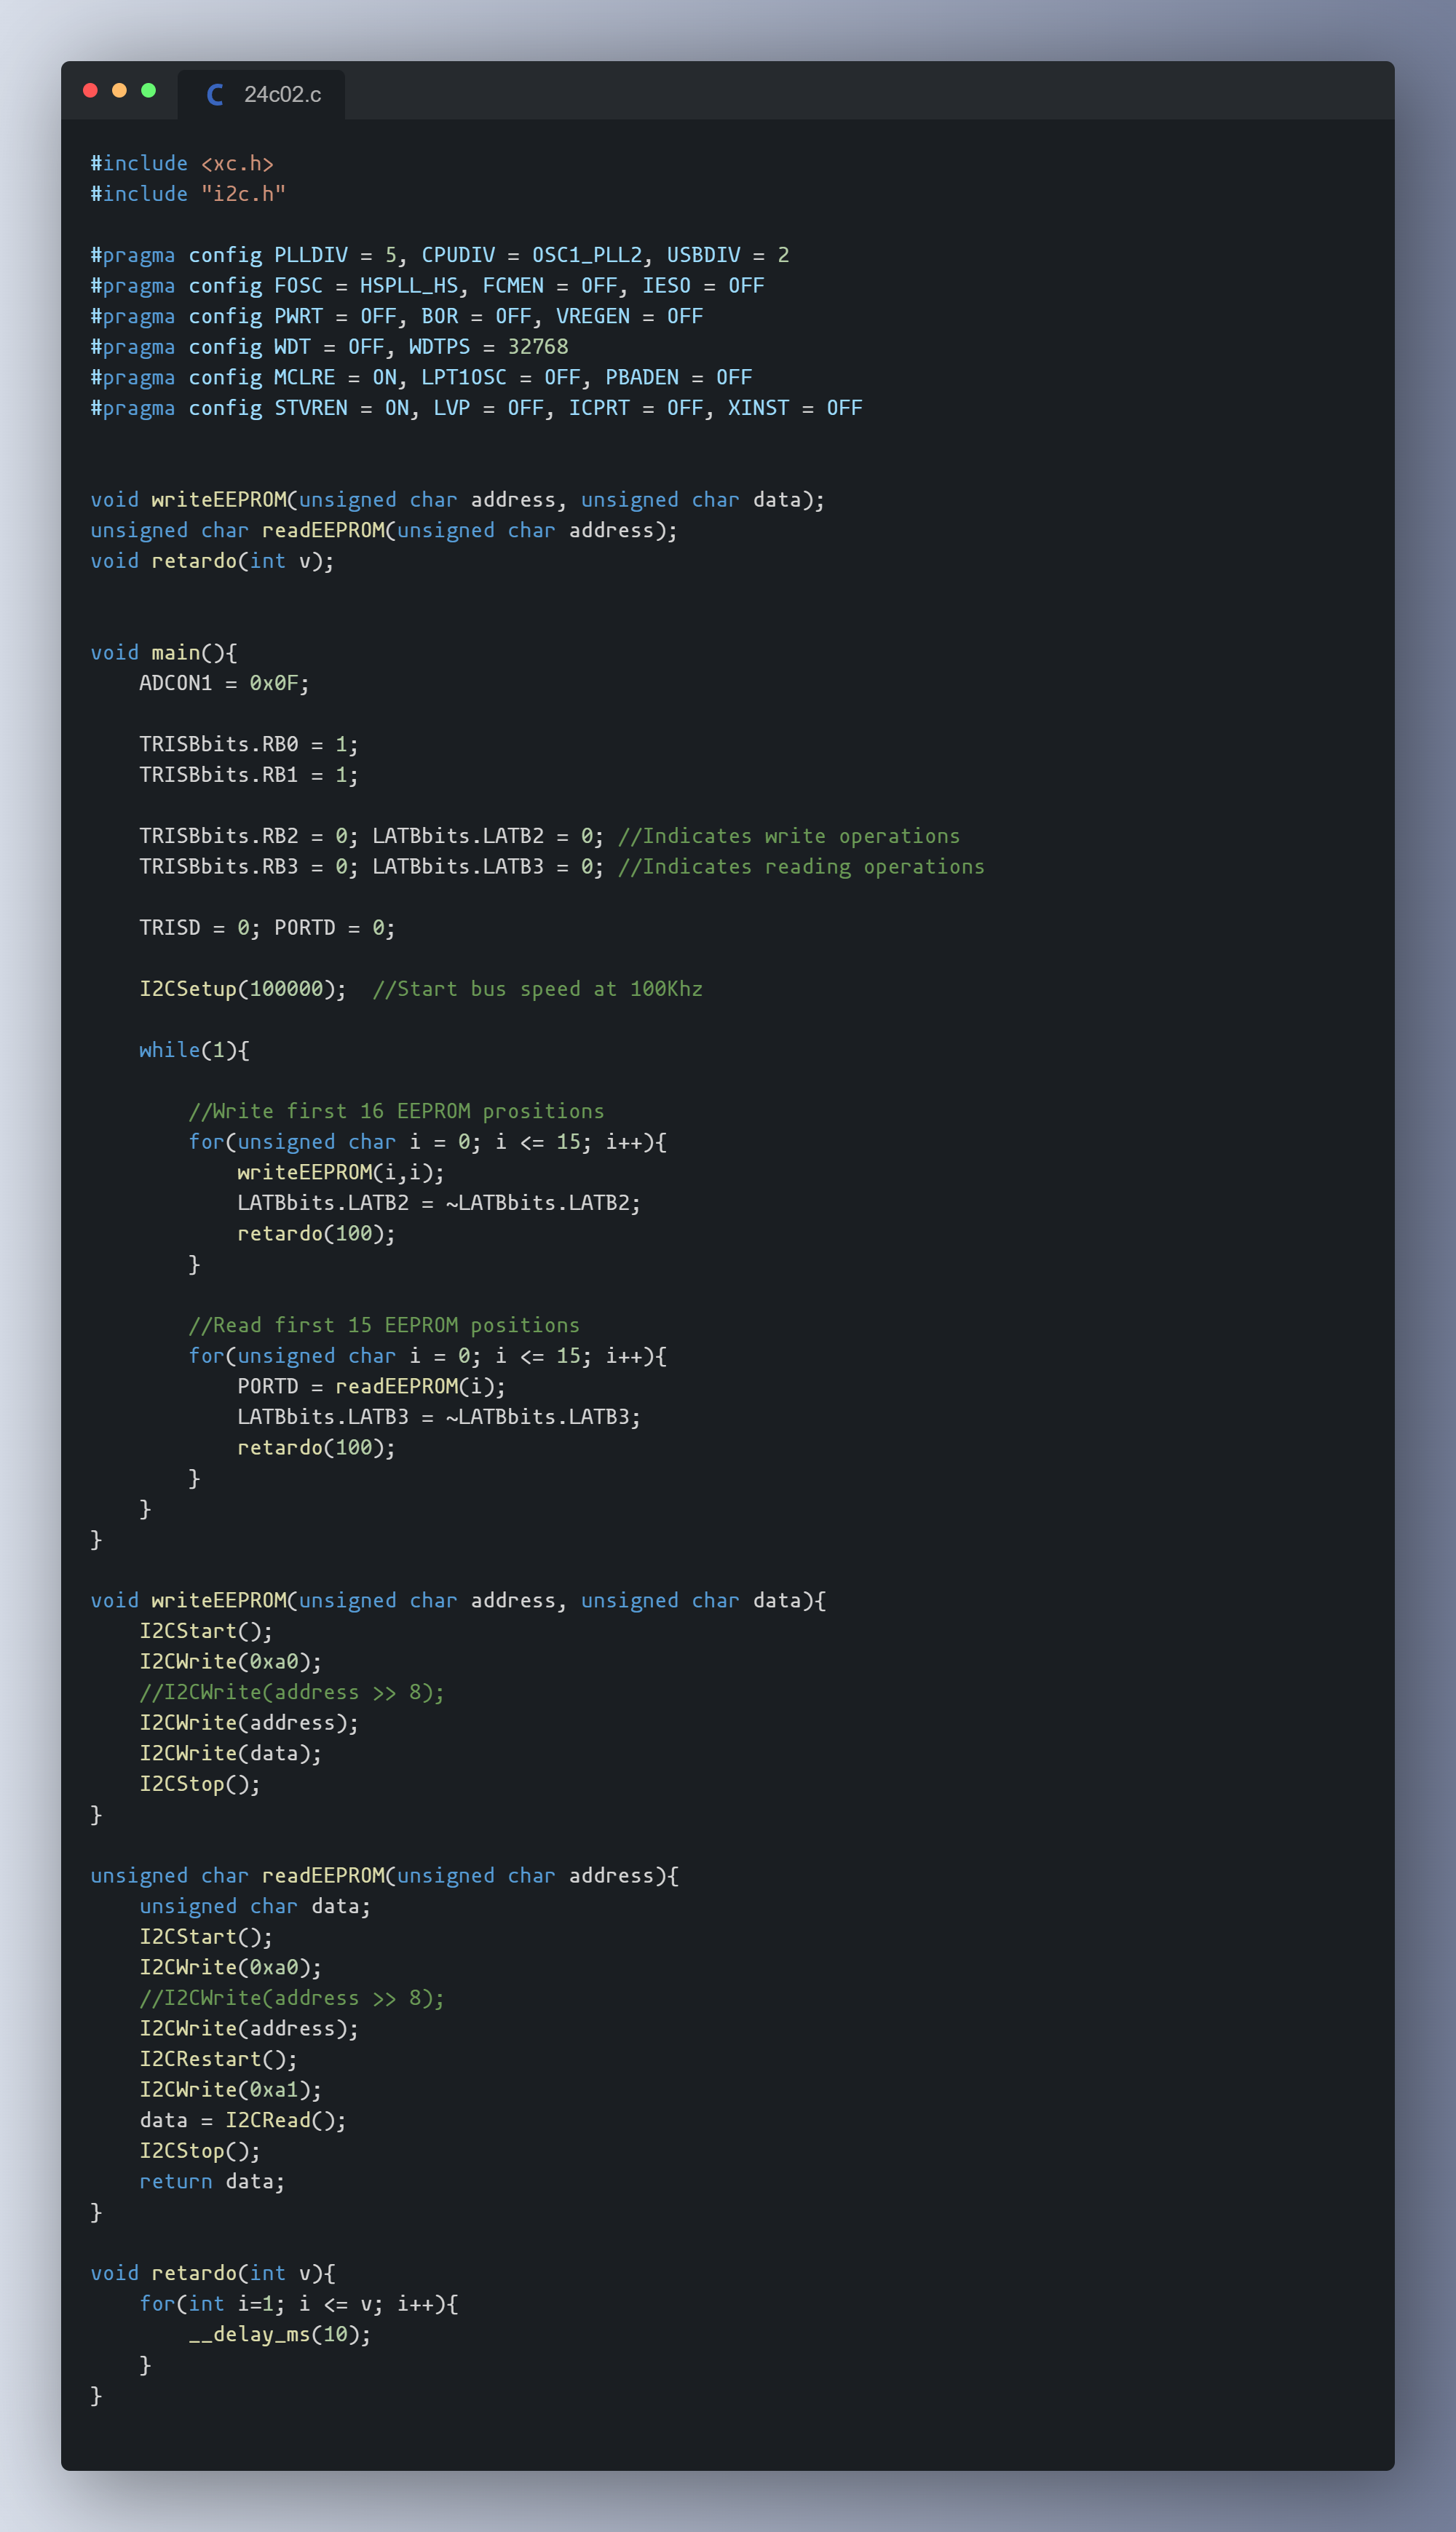 24c02.c
#include <xc.h>
#include "i2c.h"
#pragma config PLLDIV = 5, CPUDIV = OSC1_PLL2, USBDIV = 2
#pragma config FOSC = HSPLL_HS, FCMEN = OFF, IESO = OFF
#pragma config PWRT = OFF, BOR = OFF, VREGEN = OFF
#pragma config WDT = OFF, WDTPS = 32768
#pragma config MCLRE = ON, LPT1OSC = OFF, PBADEN = OFF
#pragma config STVREN = ON, LVP = OFF, ICPRT = OFF, XINST = OFF
void writeEEPROM(unsigned char address, unsigned char data);
unsigned char readEEPROM(unsigned char address);
void retardo(int v);
void main(){
    ADCON1 = 0x0F;
    TRISBbits.RB0 = 1;
    TRISBbits.RB1 = 1;
    TRISBbits.RB2 = 0; LATBbits.LATB2 = 0; //Indicates write operations
    TRISBbits.RB3 = 0; LATBbits.LATB3 = 0; //Indicates reading operations
    TRISD = 0; PORTD = 0;
    I2CSetup(100000);  //Start bus speed at 100Khz
    while(1){
        //Write first 16 EEPROM prositions
        for(unsigned char i = 0; i <= 15; i++){
            writeEEPROM(i,i);
            LATBbits.LATB2 = ~LATBbits.LATB2;
            retardo(100);
        }
        //Read first 15 EEPROM positions
        for(unsigned char i = 0; i <= 15; i++){
            PORTD = readEEPROM(i);
            LATBbits.LATB3 = ~LATBbits.LATB3;
            retardo(100);
        }
    }
}
void writeEEPROM(unsigned char address, unsigned char data){
    I2CStart();
    I2CWrite(0xa0);
    //I2CWrite(address >> 8);
    I2CWrite(address);
    I2CWrite(data);
    I2CStop();
}
unsigned char readEEPROM(unsigned char address){
    unsigned char data;
    I2CStart();
    I2CWrite(0xa0);
    //I2CWrite(address >> 8);
    I2CWrite(address);
    I2CRestart();
    I2CWrite(0xa1);
    data = I2CRead();
    I2CStop();
    return data;
}
void retardo(int v){
    for(int i=1; i <= v; i++){
        __delay_ms(10);
    }
}